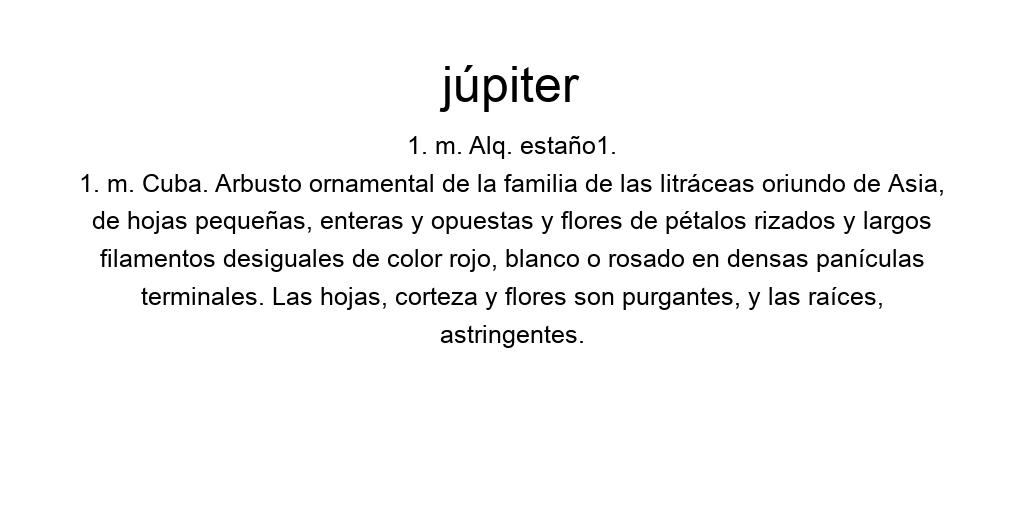 júpiter
1. m. Alq. estaño1.
1. m. Cuba. Arbusto ornamental de la familia de las litráceas oriundo de Asia,
de hojas pequeñas, enteras y opuestas y flores de pétalos rizados y largos
filamentos desiguales de color rojo, blanco o rosado en densas panículas
terminales. Las hojas, corteza y flores son purgantes, y las raíces,
astringentes.